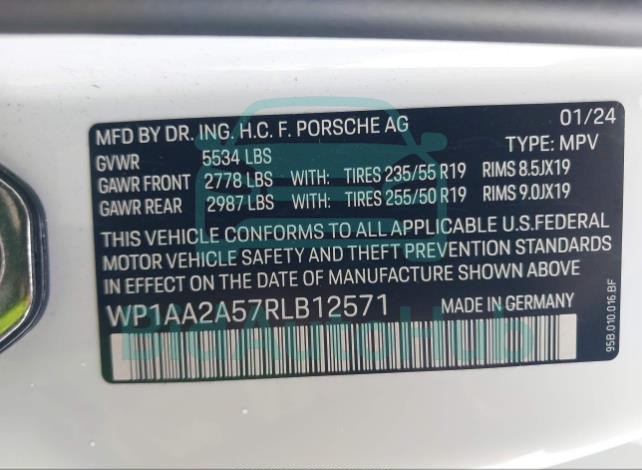 01/24
MFD BY DR. ING. H.C. F. PORSCHE AG
TYPE: MPV
GVWR 5534 LBS
GAWR FRONT 2778 LBS WITH: TIRES 235/55 R19 RIMS 8.5JX19
GAWR REAR 2987 LBS WITH: TIRES 255/50 R19 RIMS 9.0JX19
THIS VEHICLE CONFORMS TO ALL APPLICABLE U.S.FEDERAL
MOTOR VEHICLE SAFETY AND THEFT PREVENTION STANDARDS
IN EFFECT ON THE DATE OF MANUFACTURE SHOWN ABOVE
WP1AA2A57RLB12571 MADE IN GERMANY
95B.010.016.BF
BidAutoHub